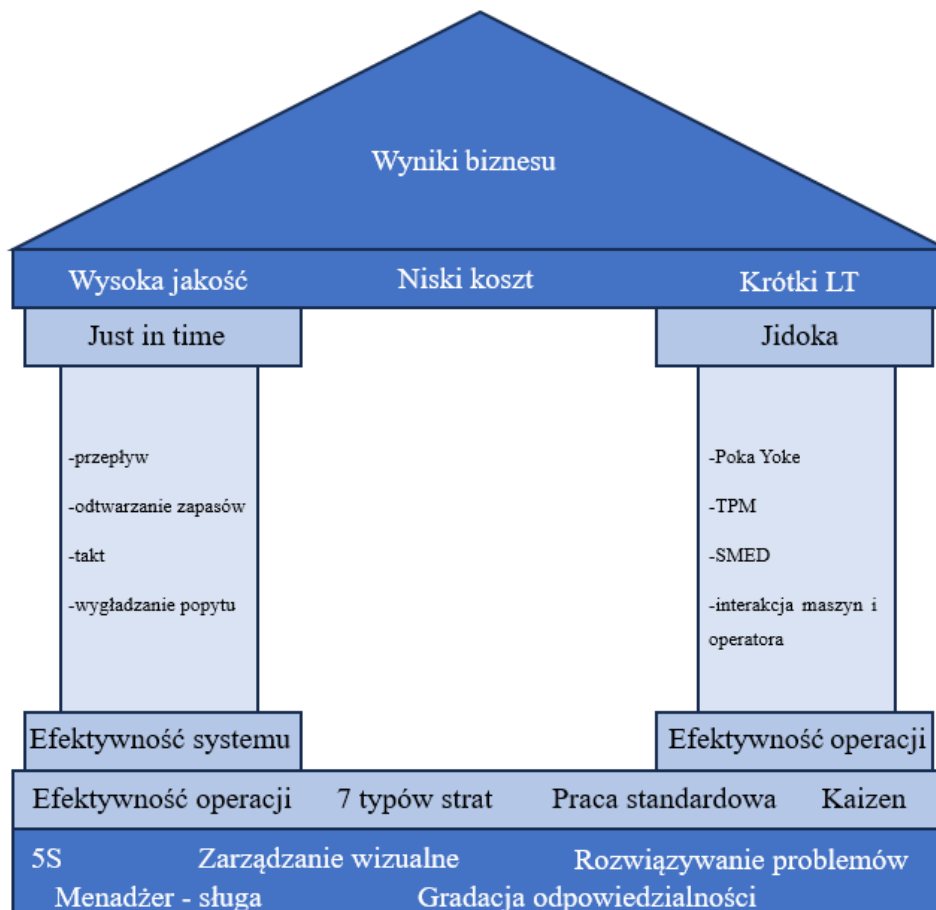 Wyniki biznesu
Wysoka jakość Niski koszt Krótki LT
Just in time Jidoka
-przepływ
-odtwarzanie zapasów
-takt
-wygładzanie popytu
-Poka Yoke
-TPM
-SMED
-interakcja maszyn i
operatora
Efektywność systemu Efektywność operacji
Efektywność operacji 7 typów strat Praca standardowa Kaizen
5S Zarządzanie wizualne Rozwiązywanie problemów
Menadżer - sługa Gradacja odpowiedzialności